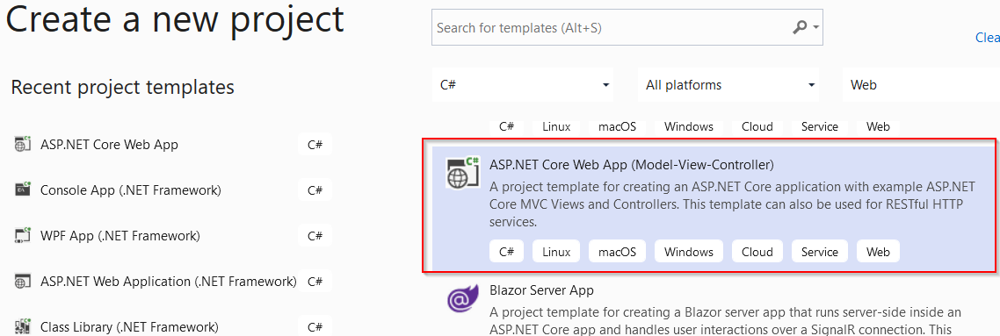 Create a new project
Search for templates (Alt+S)
Clea
Recent project templates
C#
All platforms
Web
ASP.NET Core Web App C#
Console App (.NET Framework) C#
WPF App (.NET Framework) C#
ASP.NET Web Application (.NET Framework) C#
Class Library (.NET Framework) C#
C# Linux macOS Windows Cloud Service Web
ASP.NET Core Web App (Model-View-Controller)
A project template for creating an ASP.NET Core application with example ASP.NET
Core MVC Views and Controllers. This template can also be used for RESTful HTTP
services.
C# Linux macOS Windows Cloud Service Web
Blazor Server App
A project template for creating a Blazor server app that runs server-side inside an
ASP.NET Core app and handles user interactions over a SignalR connection. This